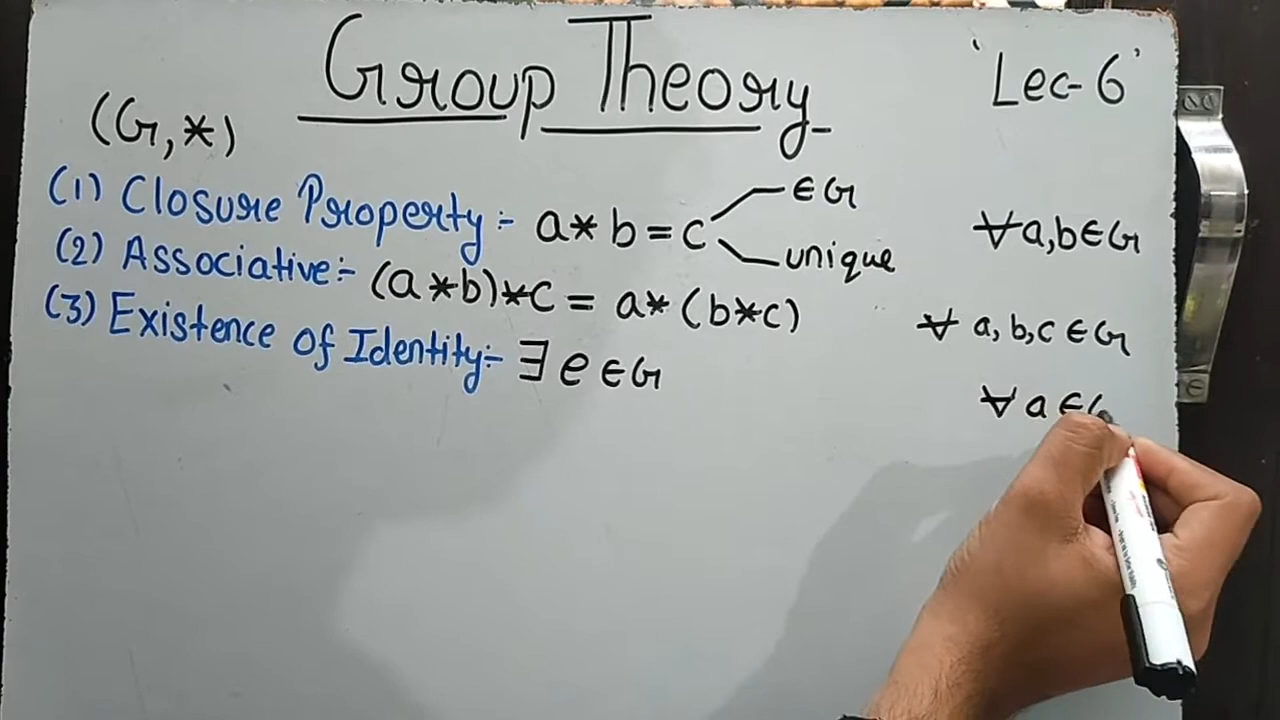 Group Theory 'Lec-6'
(G,*)
(1) Closure Property:- a*b=c ∈G unique ∀a,b∈G
(2) Associative:- (a*b)*c = a*(b*c) ∀ a,b,c ∈ G
(3) Existence of Identity:- ∃ e ∈ G ∀ a ∈